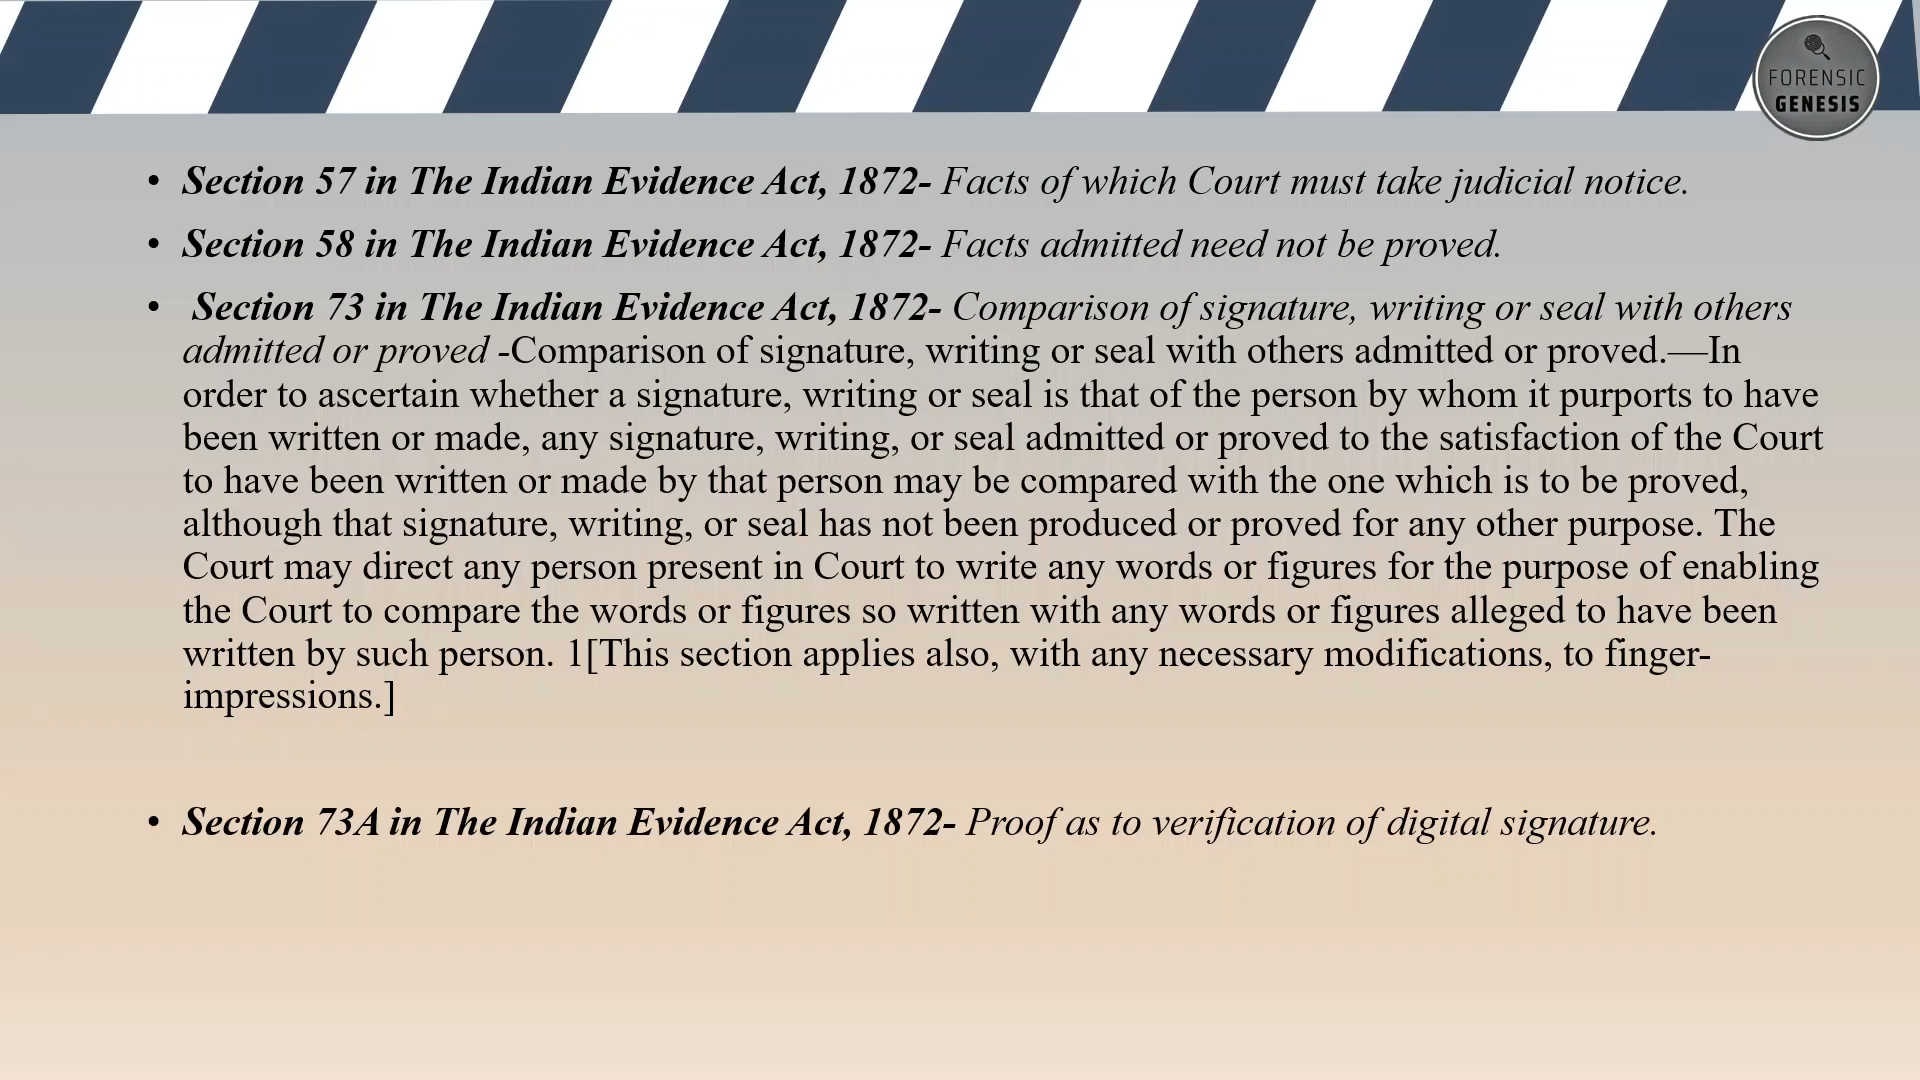 FORENSIC
GENESIS
• Section 57 in The Indian Evidence Act, 1872- Facts of which Court must take judicial notice.
• Section 58 in The Indian Evidence Act, 1872- Facts admitted need not be proved.
• Section 73 in The Indian Evidence Act, 1872- Comparison of signature, writing or seal with others
admitted or proved -Comparison of signature, writing or seal with others admitted or proved.—In
order to ascertain whether a signature, writing or seal is that of the person by whom it purports to have
been written or made, any signature, writing, or seal admitted or proved to the satisfaction of the Court
to have been written or made by that person may be compared with the one which is to be proved,
although that signature, writing, or seal has not been produced or proved for any other purpose. The
Court may direct any person present in Court to write any words or figures for the purpose of enabling
the Court to compare the words or figures so written with any words or figures alleged to have been
written by such person. 1[This section applies also, with any necessary modifications, to finger-
impressions.]
• Section 73A in The Indian Evidence Act, 1872- Proof as to verification of digital signature.